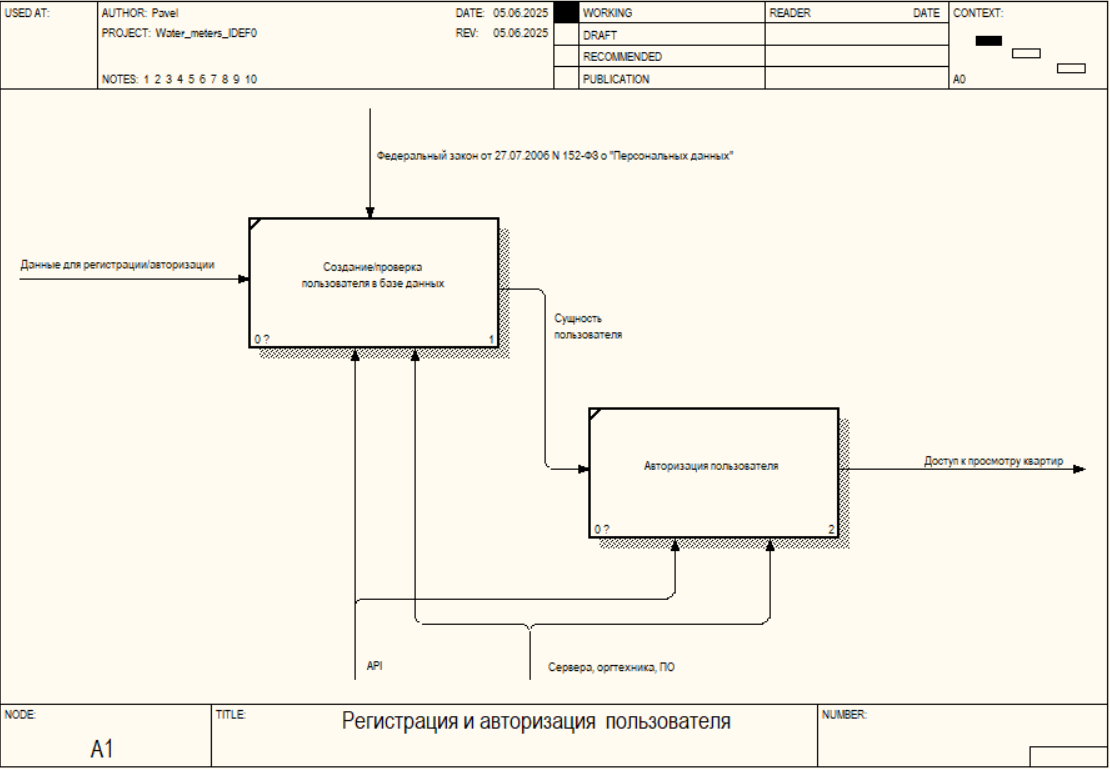 USED AT:
AUTHOR: Pavel
DATE: 05.06.2025
WORKING
READER
DATE
CONTEXT:
PROJECT: Water_meters_IDEF0
REV: 05.06.2025
DRAFT
RECOMMENDED
NOTES: 1 2 3 4 5 6 7 8 9 10
PUBLICATION
A0
Федеральный закон от 27.07.2006 N 152-ФЗ о "Персональных данных"
Данные для регистрации/авторизации
Создание/проверка
пользователя в базе данных
0 ?
1
Сущность
пользователя
Авторизация пользователя
0 ?
2
Доступ к просмотру квартир
API
Сервера, оргтехника, ПО
NODE:
A1
TITLE:
Регистрация и авторизация пользователя
NUMBER: